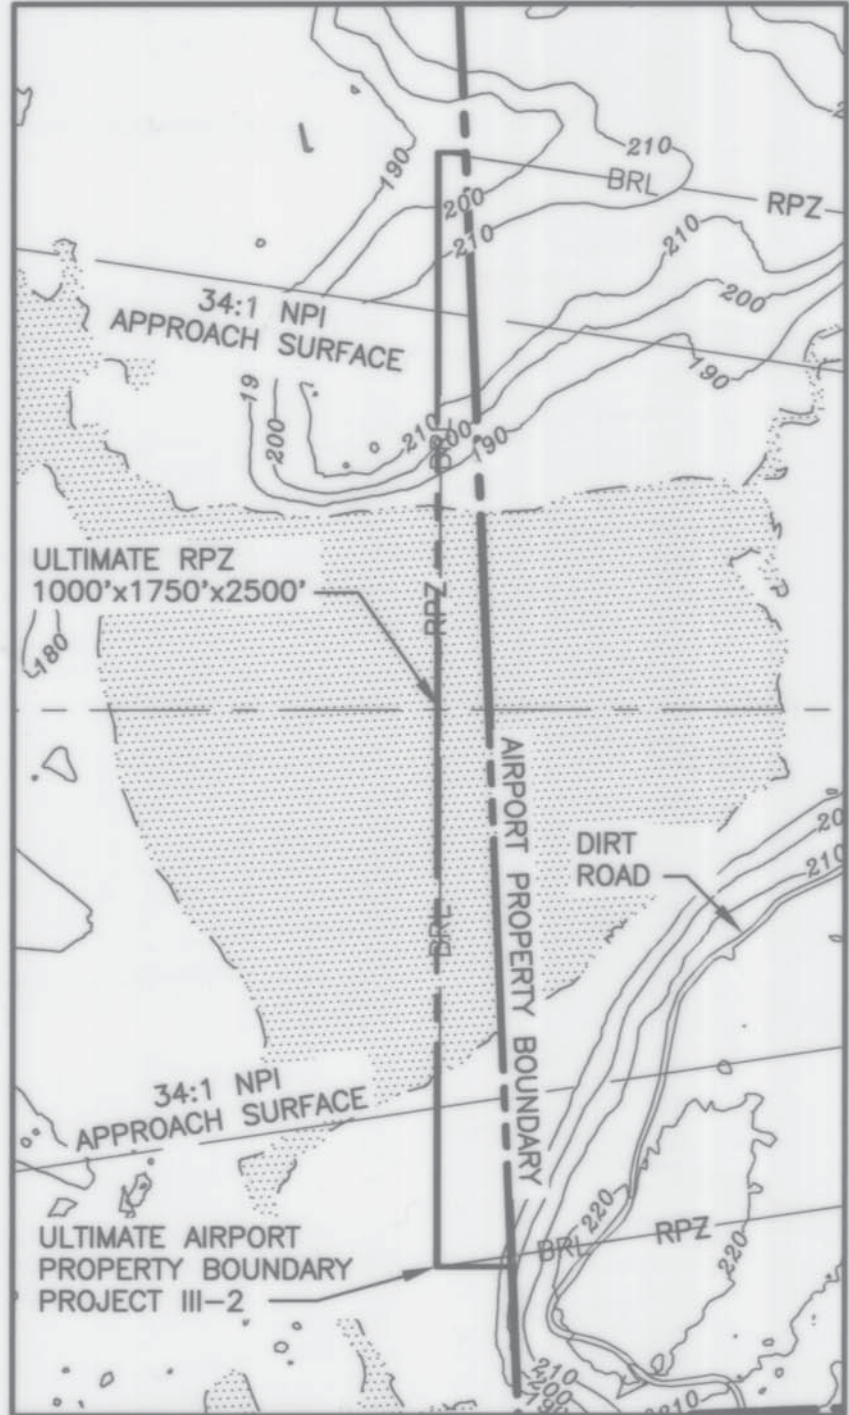 210
190
BRL
RPZ
200
210
210
200
34:1 NPI
APPROACH SURFACE
190
19
200
210
200
BRL
190
ULTIMATE RPZ
1000'x1750'x2500'
RPZ
180
AIRPORT PROPERTY BOUNDARY
20
DIRT
ROAD
210
BRL
34:1 NPI
APPROACH SURFACE
220
RPZ
BRL
220
ULTIMATE AIRPORT
PROPERTY BOUNDARY
PROJECT III-2
210
200
190
210